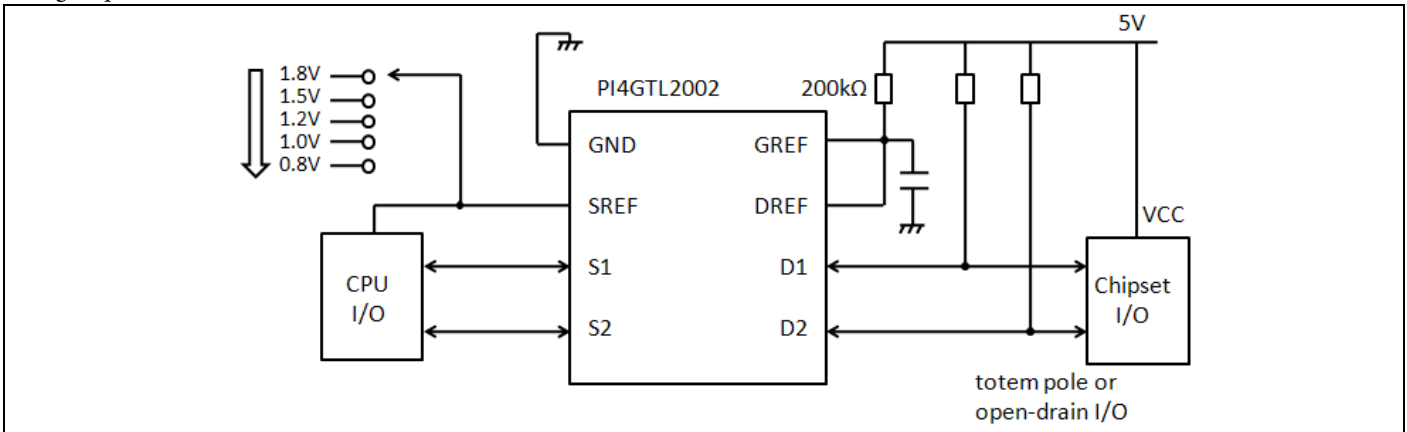 5V
1.8V
1.5V
1.2V
1.0V
0.8V
PI4GTL2002
200kΩ
GND
GREF
SREF
DREF
VCC
S1
D1
CPU
I/O
Chipset
I/O
S2
D2
totem pole or
open-drain I/O